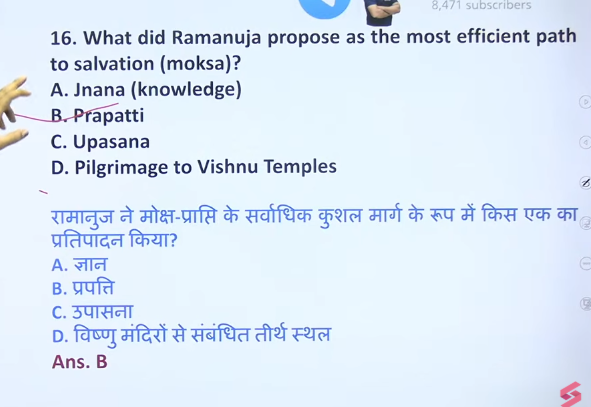 8,471 subscribers
16. What did Ramanuja propose as the most efficient path
to salvation (moksa)?
A. Jnana (knowledge)
B. Prapatti
C. Upasana
D. Pilgrimage to Vishnu Temples
रामानुज ने मोक्ष-प्राप्ति के सर्वाधिक कुशल मार्ग के रूप में किस एक का
प्रतिपादन किया?
A. ज्ञान
B. प्रपत्ति
C. उपासना
D. विष्णु मंदिरों से संबंधित तीर्थ स्थल
Ans. B